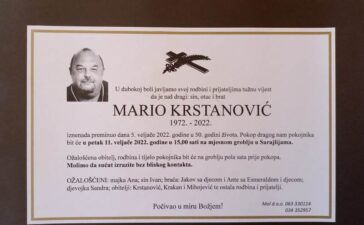 U dubokoj boli javljamo svoj rodbini i prijateljima tužnu vijest
da je naš dragi: sin, otac i brat
MARIO KRSTANOVIĆ
1972. - 2022.
iznenada preminuo dana 5. veljače 2022. godine u 50. godini života. Pokop dragog nam pokojnika
bit će u petak 11. veljače 2022. godine u 15,00 sati na mjesnom groblju u
Ožalošćena obitelj, rodbina i tijelo pokojnika bit će na groblju pola sata prije pokopa.
Molimo da sućut izrazite bez bliskog kontakta.
OŽALOŠĆENI: majka Ana; sin Ivan; braća: Jakov sa djecom i Ante sa Esmeraldom i djecom;
djevojka Sandra; obitelji: Krstanović, Krakan i Mihojević te ostala rodbina i prijatelji.
Počivao u miru Božjem!